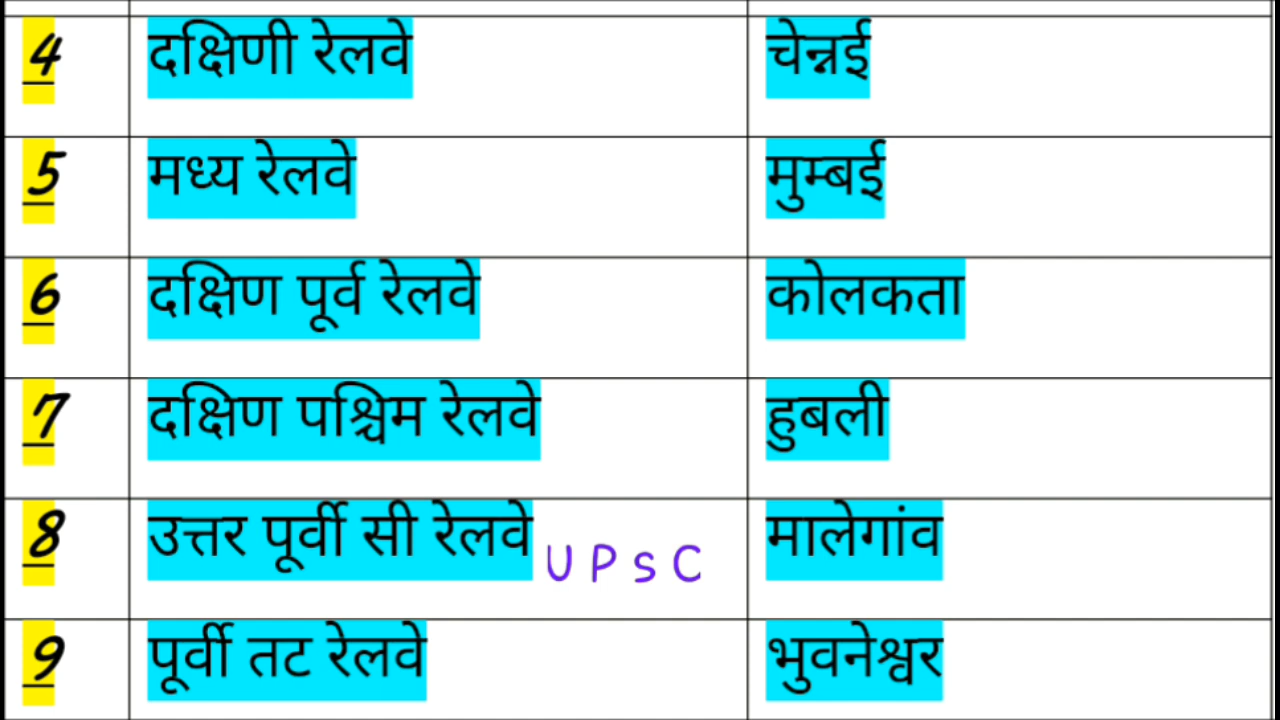 4 दक्षिणी रेलवे चेन्नई
5 मध्य रेलवे मुम्बई
6 दक्षिण पूर्व रेलवे कोलकता
7 दक्षिण पश्चिम रेलवे हुबली
8 उत्तर पूर्वी सी रेलवे UPsC मालेगांव
9 पूर्वी तट रेलवे भुवनेश्वर